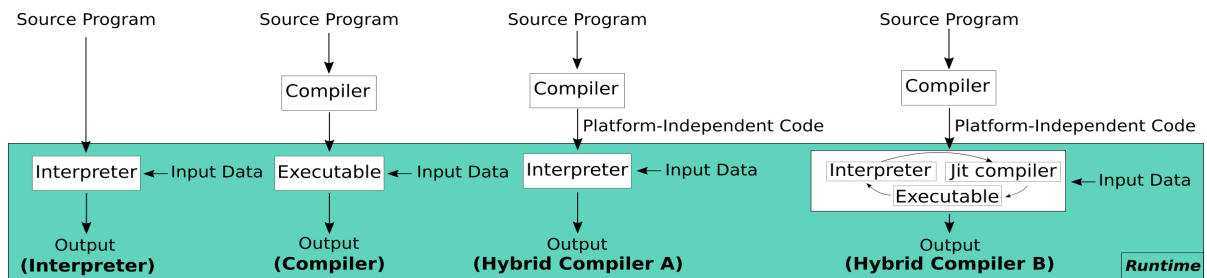 Source Program
Source Program
Source Program
Source Program
Compiler
Compiler
Compiler
Platform-Independent Code
Platform-Independent Code
Interpreter
Input Data
Executable
Input Data
Interpreter
Input Data
Interpreter
Jit compiler
Executable
Input Data
Output
(Interpreter)
Output
(Compiler)
Output
(Hybrid Compiler A)
Output
(Hybrid Compiler B)
Runtime